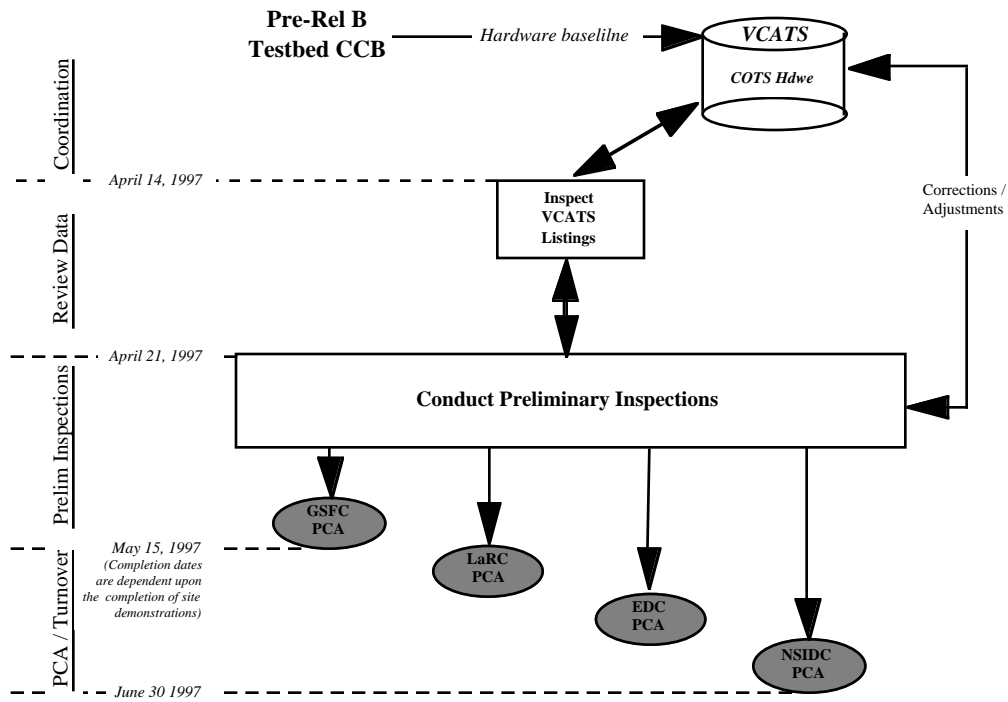 Pre-Rel B
Testbed CCB
Hardware baselilne
VCATS
COTS Hdwe
Coordination
April 14, 1997
Inspect
VCATS
Listings
Corrections /
Adjustments
Review Data
April 21, 1997
Conduct Preliminary Inspections
Prelim Inspections
GSFC
PCA
May 15, 1997
(Completion dates
are dependent upon
the completion of site
demonstrations)
LaRC
PCA
EDC
PCA
PCA / Turnover
NSIDC
PCA
June 30 1997